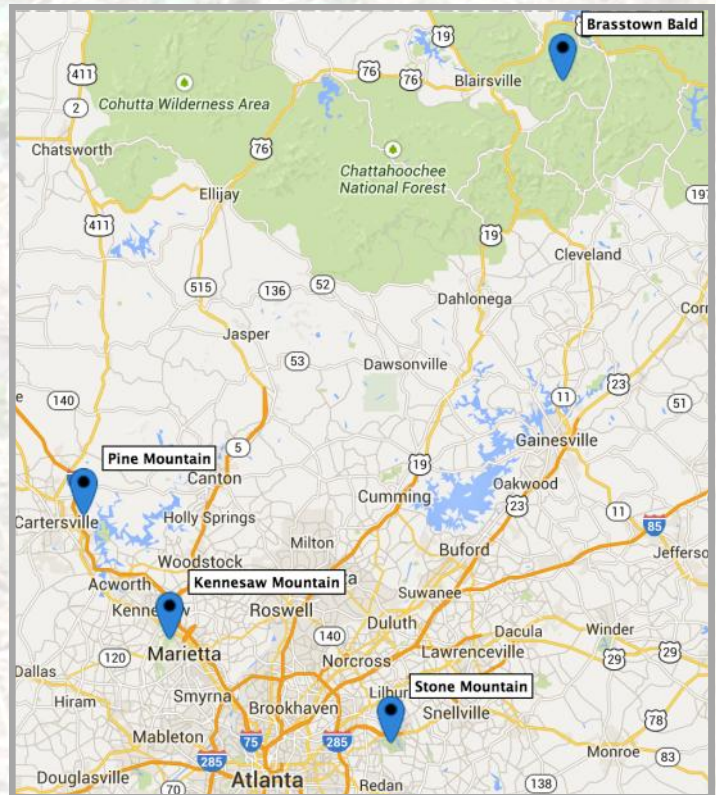 Brasstown Bald
19
411
76
76
Blairsville
2
Cohutta Wilderness Area
Chatsworth
76
Chattahoochee
National Forest
Ellijay
197
411
19
Cleveland
515
136
52
Dahlonega
Corn
Jasper
53
Dawsonville
23
140
11
51
5
Gainesville
Pine Mountain
Canton
19
Oakwood
Cumming
23
Cartersville
Holly Springs
11
85
Milton
Buford
Jefferso
Woodstock
Kennesaw Mountain
a
Acworth
Suwanee
Roswell
Duluth
140
Dacula
Winder
Marietta
120
Norcross
Lawrenceville
29
29
Dallas
Stone Mountain
Smyrna
Hiram
Brookhaven
Snellville
78
Mableton
75
285
Monroe
83
285
Douglasville
70
Atlanta
Redan
138